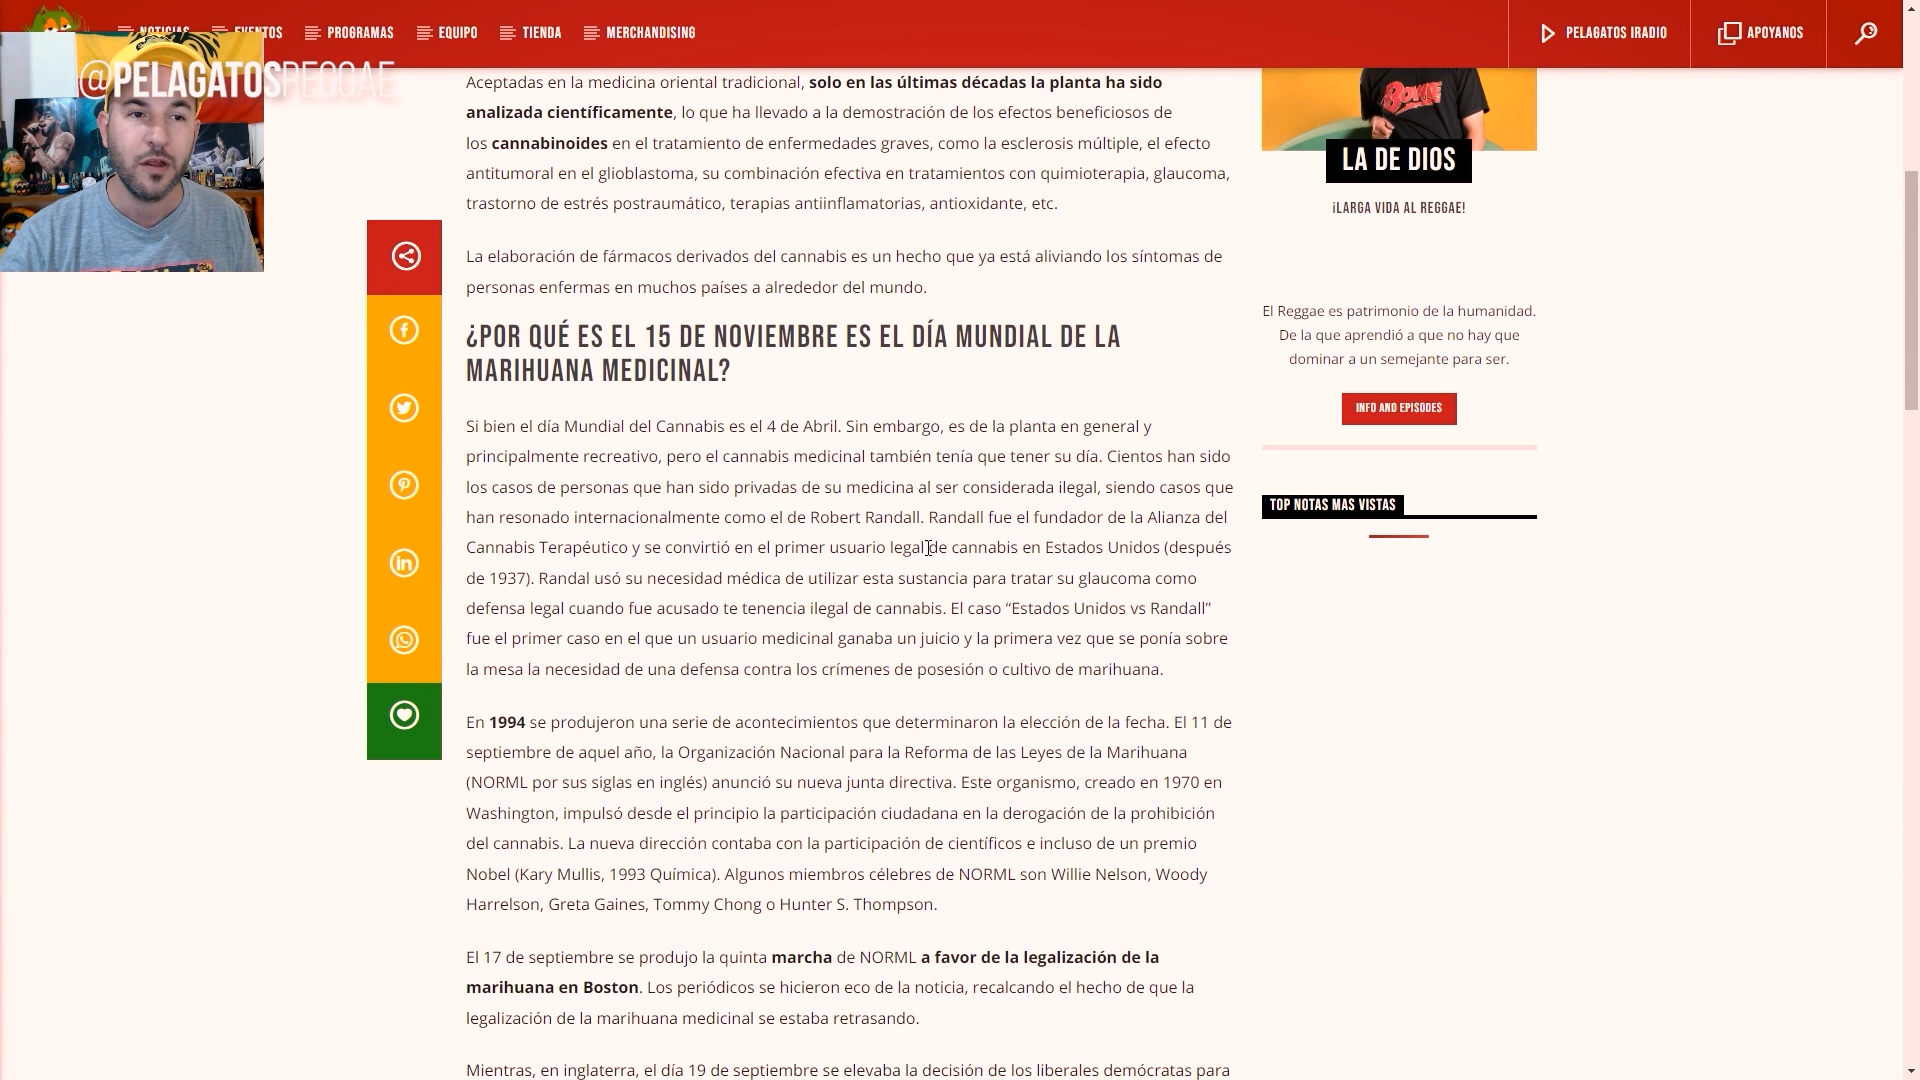 NOTICIAS
EVENTOS
PROGRAMAS
EQUIPO
TIENDA
MERCHANDISING
PELAGATOS IRADIO
APOYANOS
@PELAGATOSREGGAE
Aceptadas en la medicina oriental tradicional, solo en las últimas décadas la planta ha sido
analizada científicamente, lo que ha llevado a la demostración de los efectos beneficiosos de
los cannabinoides en el tratamiento de enfermedades graves, como la esclerosis múltiple, el efecto
antitumoral en el glioblastoma, su combinación efectiva en tratamientos con quimioterapia, glaucoma,
trastorno de estrés postraumático, terapias antiinflamatorias, antioxidante, etc.
La elaboración de fármacos derivados del cannabis es un hecho que ya está aliviando los síntomas de
personas enfermas en muchos países a alrededor del mundo.
¿POR QUÉ ES EL 15 DE NOVIEMBRE ES EL DÍA MUNDIAL DE LA
MARIHUANA MEDICINAL?
Si bien el día Mundial del Cannabis es el 4 de Abril. Sin embargo, es de la planta en general y
principalmente recreativo, pero el cannabis medicinal también tenía que tener su día. Cientos han sido
los casos de personas que han sido privadas de su medicina al ser considerada ilegal, siendo casos que
han resonado internacionalmente como el de Robert Randall. Randall fue el fundador de la Alianza del
Cannabis Terapéutico y se convirtió en el primer usuario legal de cannabis en Estados Unidos (después
de 1937). Randal usó su necesidad médica de utilizar esta sustancia para tratar su glaucoma como
defensa legal cuando fue acusado te tenencia ilegal de cannabis. El caso “Estados Unidos vs Randall”
fue el primer caso en el que un usuario medicinal ganaba un juicio y la primera vez que se ponía sobre
la mesa la necesidad de una defensa contra los crímenes de posesión o cultivo de marihuana.
En 1994 se produjeron una serie de acontecimientos que determinaron la elección de la fecha. El 11 de
septiembre de aquel año, la Organización Nacional para la Reforma de las Leyes de la Marihuana
(NORML por sus siglas en inglés) anunció su nueva junta directiva. Este organismo, creado en 1970 en
Washington, impulsó desde el principio la participación ciudadana en la derogación de la prohibición
del cannabis. La nueva dirección contaba con la participación de científicos e incluso de un premio
Nobel (Kary Mullis, 1993 Química). Algunos miembros célebres de NORML son Willie Nelson, Woody
Harrelson, Greta Gaines, Tommy Chong o Hunter S. Thompson.
El 17 de septiembre se produjo la quinta marcha de NORML a favor de la legalización de la
marihuana en Boston. Los periódicos se hicieron eco de la noticia, recalcando el hecho de que la
legalización de la marihuana medicinal se estaba retrasando.
Mientras, en inglaterra, el día 19 de septiembre se elevaba la decisión de los liberales demócratas para
BOWIE
LA DE DIOS
¡LARGA VIDA AL REGGAE!
El Reggae es patrimonio de la humanidad.
De la que aprendió a que no hay que
dominar a un semejante para ser.
INFO AND EPISODES
TOP NOTAS MAS VISTAS